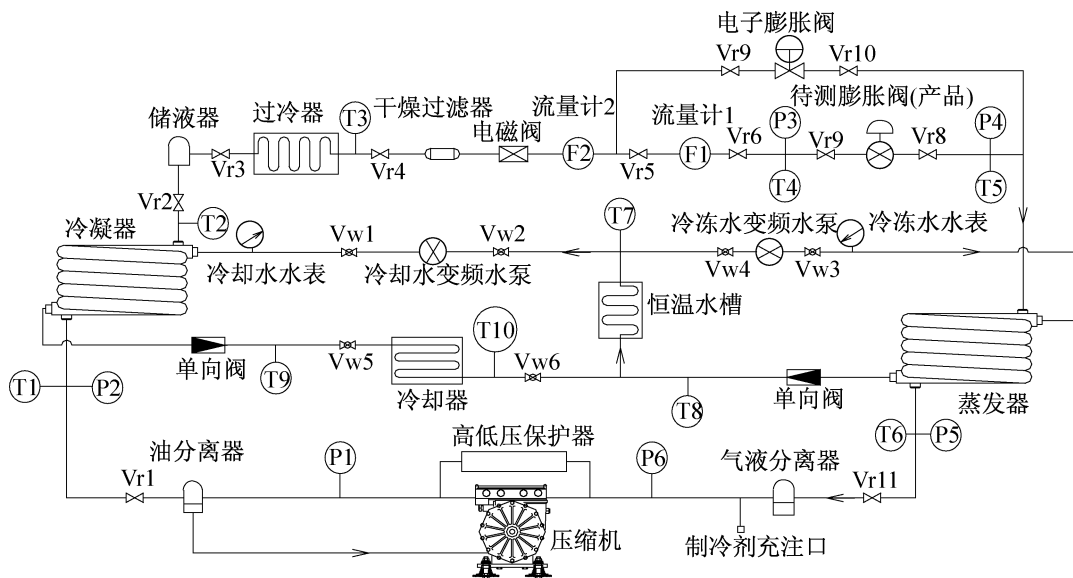 电子膨胀阀
Vr9
Vr10
储液器
过冷器
T3
干燥过滤器
流量计2
流量计1
待测膨胀阀(产品)
电磁阀
P3
P4
Vr3
Vr4
F2
Vr5
F1
Vr6
Vr9
Vr8
T4
T5
Vr2
T2
冷凝器
T7
冷冻水变频水泵
冷冻水水表
Vw1
Vw2
冷却水水表
冷却水变频水泵
Vw4
Vw3
恒温水槽
T10
单向阀
T9
Vw5
冷却器
Vw6
T8
单向阀
蒸发器
T1
P2
T6
P5
油分离器
P1
高低压保护器
P6
气液分离器
Vr1
Vr11
压缩机
制冷剂充注口